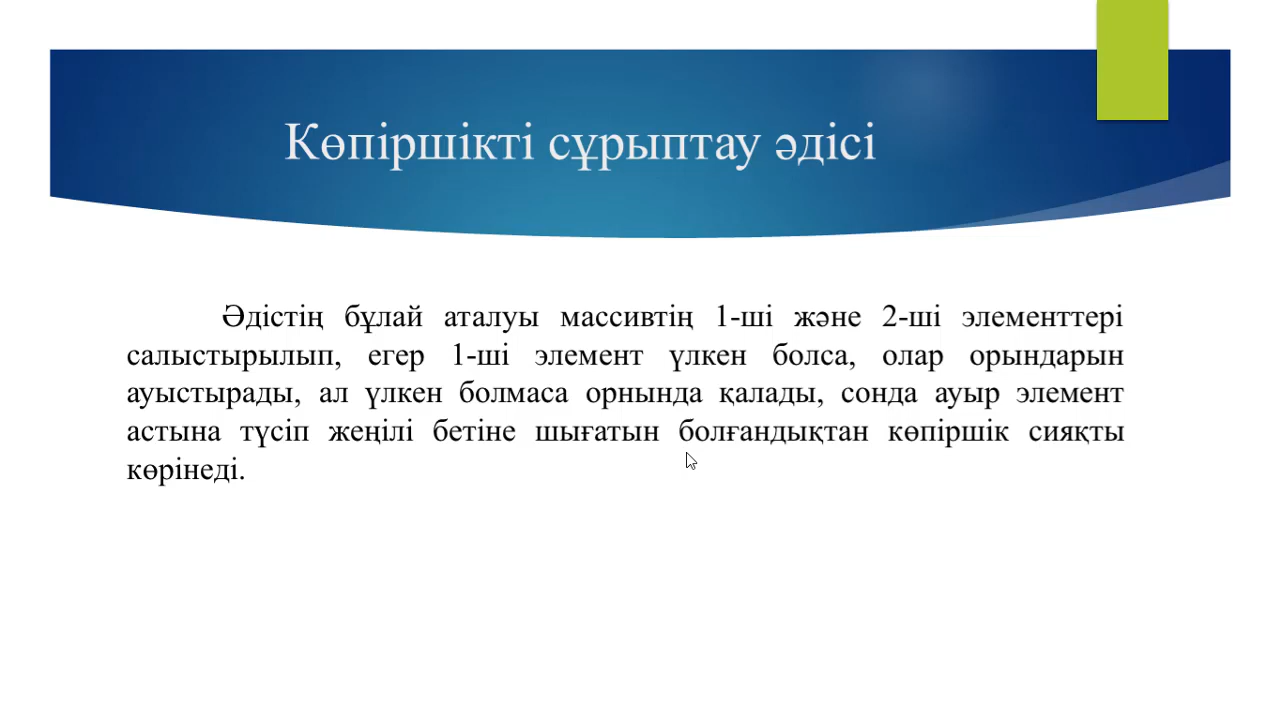 Көпіршікті сұрыптау әдісі
Әдістің бұлай аталуы массивтің 1-ші және 2-ші элементтері
салыстырылып, егер 1-ші элемент үлкен болса, олар орындарын
ауыстырады, ал үлкен болмаса орнында қалады, сонда ауыр элемент
астына түсіп жеңілі бетіне шығатын болғандықтан көпіршік сияқты
көрінеді.